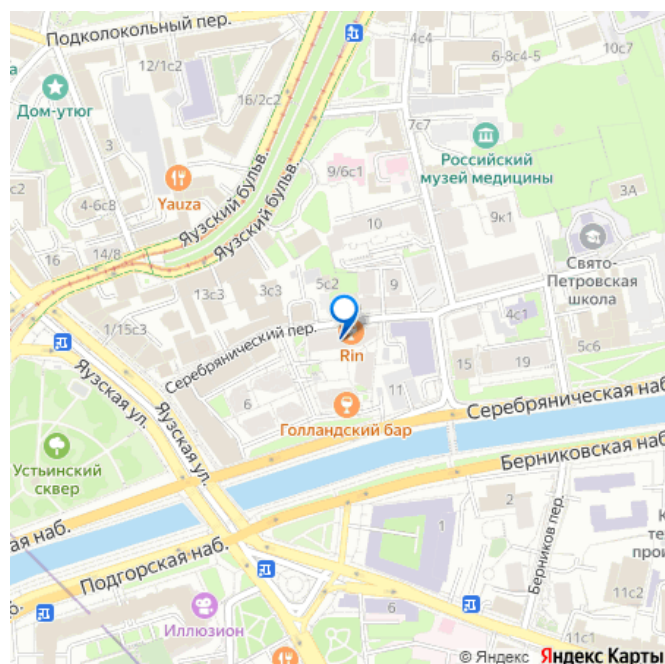 Подколокольный пер.
4с4
6-8с4-5
10с7
а
12/1с2
16/2с2
Дом-утюг
7с7
Российский
музей медицины
3
9/6с1
с2
Yauza
3А
4-6с8
Яузский бульв.
Яузский бульв.
10
9к1
16
14/8
Свято-
Петровская
школа
5с2
9
13с3
3с3
4с1
1/15с3
Серебрянический пер.
Rin
5с6
15
19
Яузская ул.
Яузская ул.
6
11
Серебряническая наб.
Голландский бар
Устьинский
сквер
Берниковская наб.
2
ая наб.
Берников пер.
К
те
прои
1
Подгорская наб.
б.
11с2
Иллюзион
6
11с1
© Яндекс Яндекс Карты